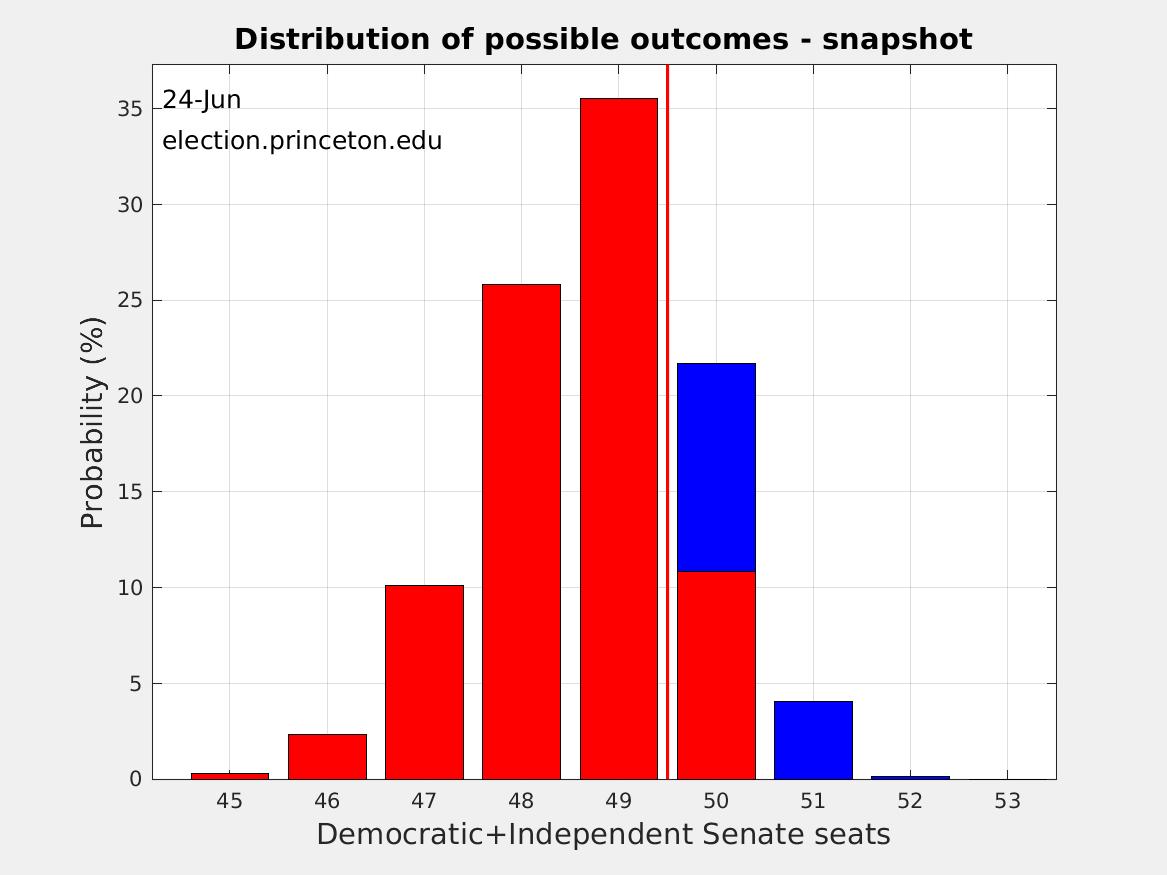 Distribution of possible outcomes - snapshot
24-Jun
election.princeton.edu
35
30
25
20
15
10
5
0
Probability (%)
45 46 47 48 49 50 51 52 53
Democratic+Independent Senate seats